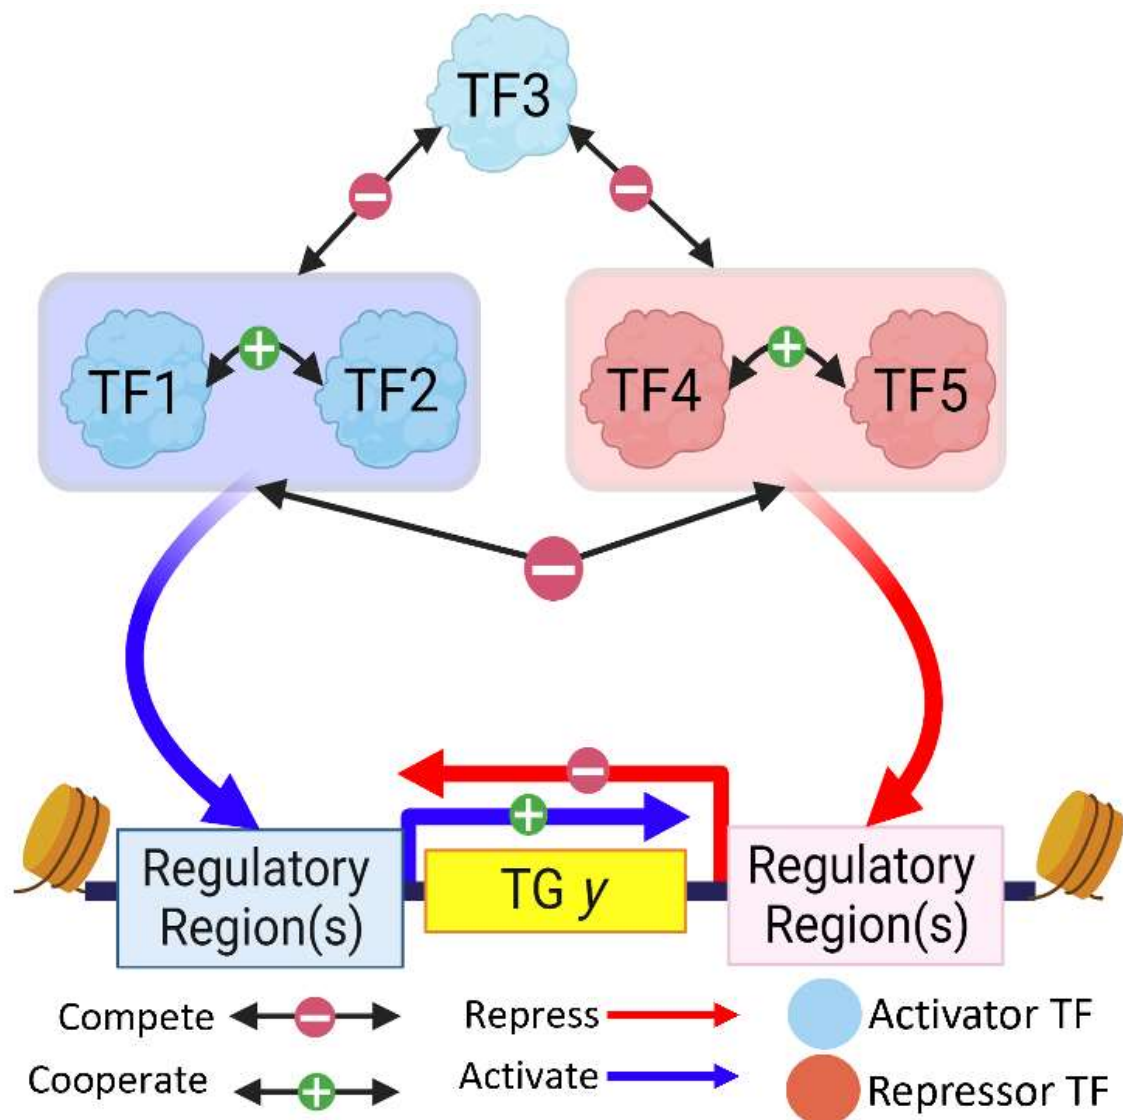 TF3
TF1
TF2
TF4
TF5
Regulatory
Region(s)
TG y
Regulatory
Region(s)
Compete
Repress
Activator TF
Cooperate
Activate
Repressor TF